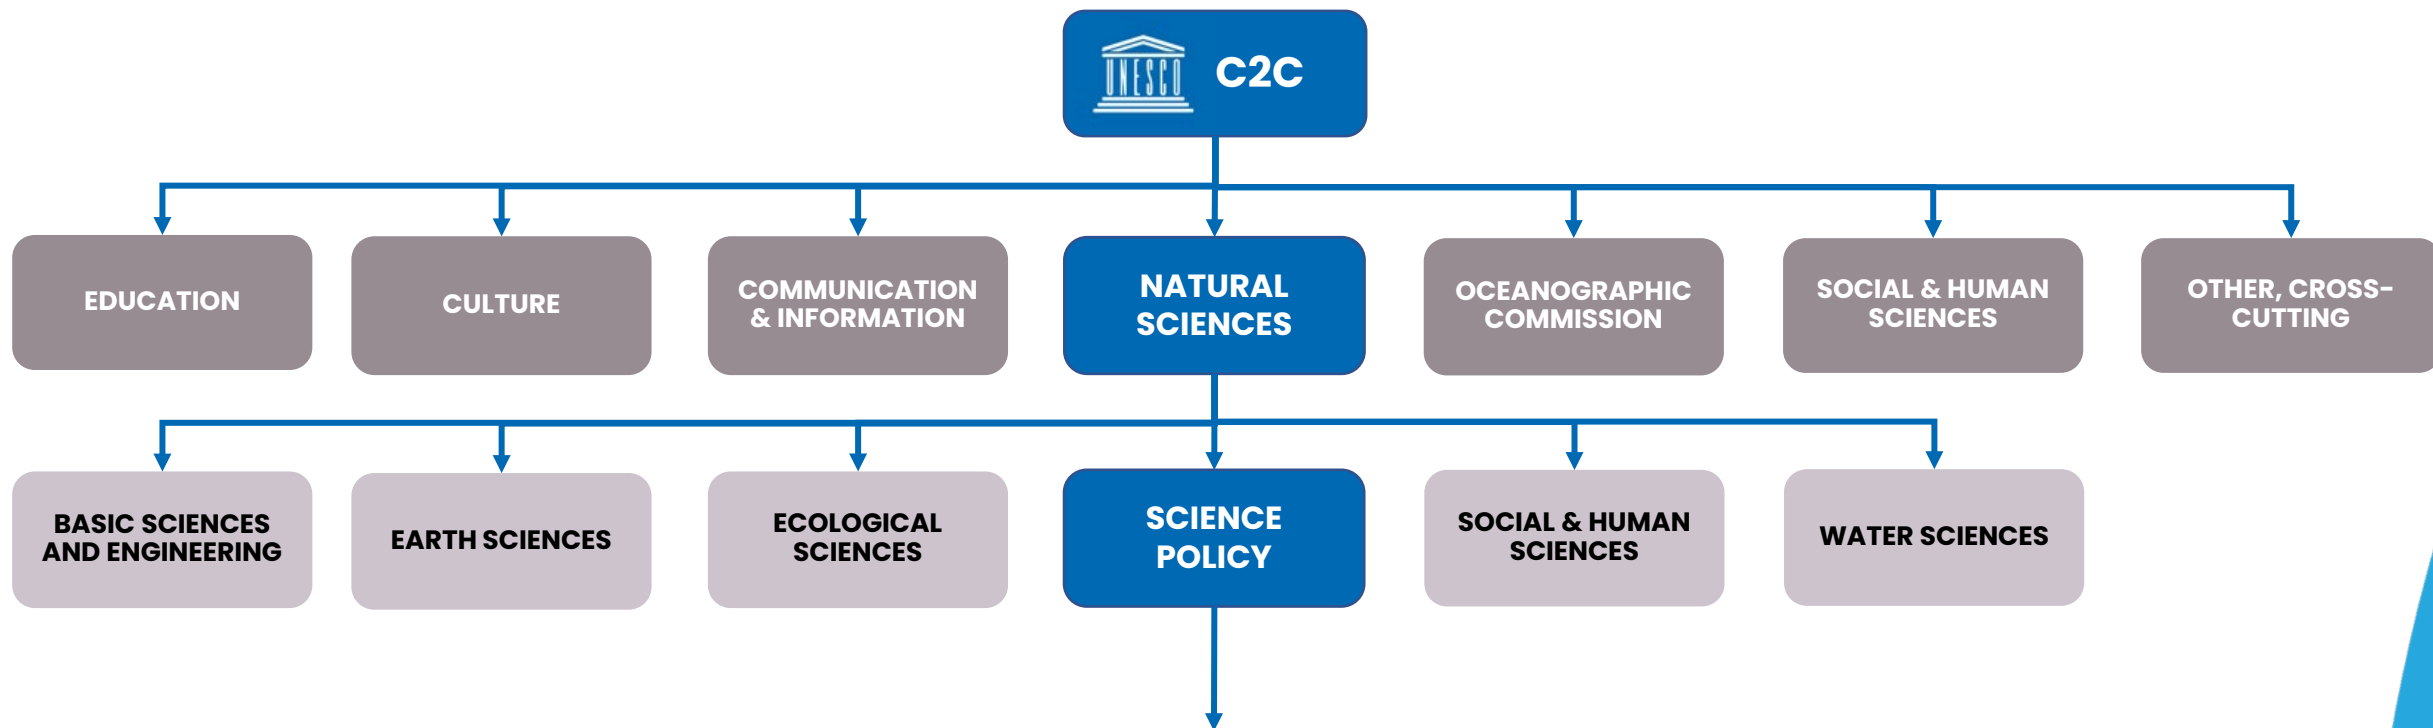 UNESCO
C2C
EDUCATION
CULTURE
COMMUNICATION
& INFORMATION
NATURAL
SCIENCES
OCEANOGRAPHIC
COMMISSION
SOCIAL & HUMAN
SCIENCES
OTHER, CROSS-
CUTTING
BASIC SCIENCES
AND ENGINEERING
EARTH SCIENCES
ECOLOGICAL
SCIENCES
SCIENCE
POLICY
SOCIAL & HUMAN
SCIENCES
WATER SCIENCES